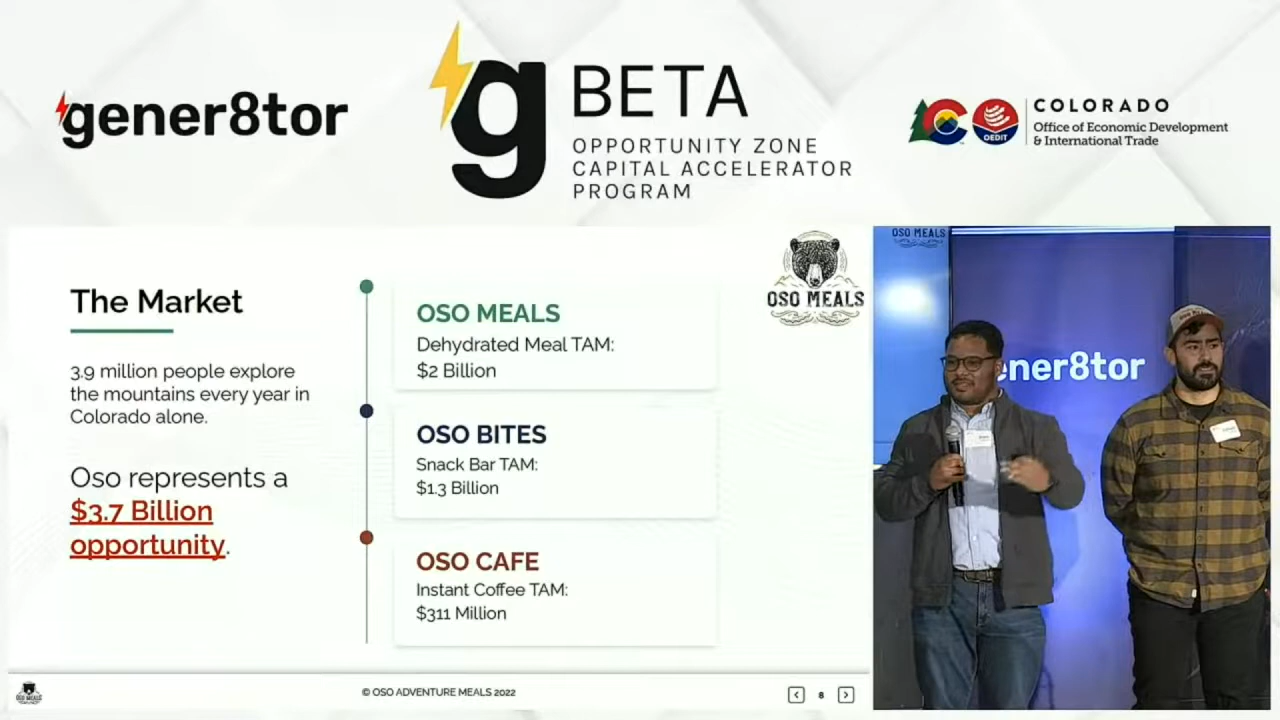 gener8tor
g BETA
OPPORTUNITY ZONE
CAPITAL ACCELERATOR
PROGRAM
OEDIT
COLORADO
Office of Economic Development
& International Trade
The Market
3.9 million people explore
the mountains every year in
Colorado alone.
Oso represents a
$3.7 Billion
opportunity.
OSO MEALS
Dehydrated Meal TAM:
$2 Billion
OSO BITES
Snack Bar TAM:
$1.3 Billion
OSO CAFE
Instant Coffee TAM:
$311 Million
OSO MEALS
OSO MEALS
ener8tor
OSO MEALS
© OSO ADVENTURE MEALS 2022
8